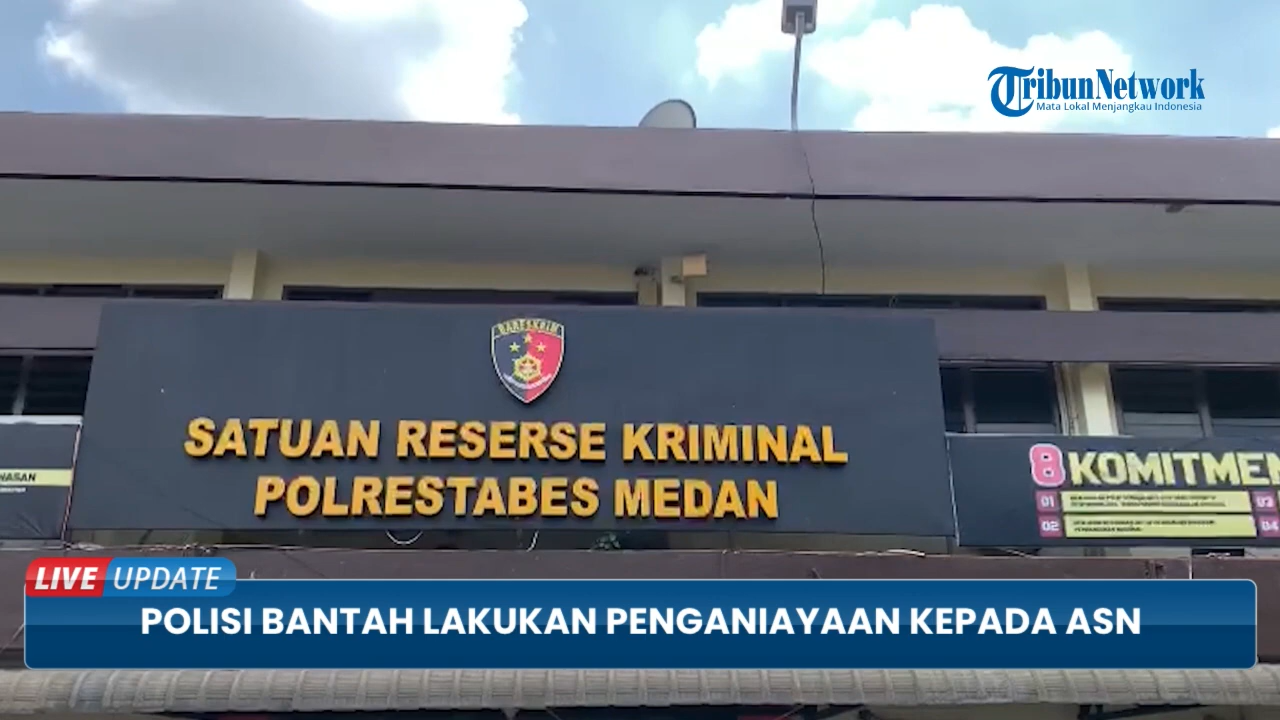 TribunNetwork
Mata Lokal Menjangkau Indonesia
BARESKRIM
SATUAN RESERSE KRIMINAL
POLRESTABES MEDAN
8 KOMITMEN
01
03
02
04
LIVE UPDATE
POLISI BANTAH LAKUKAN PENGANIAYAAN KEPADA ASN